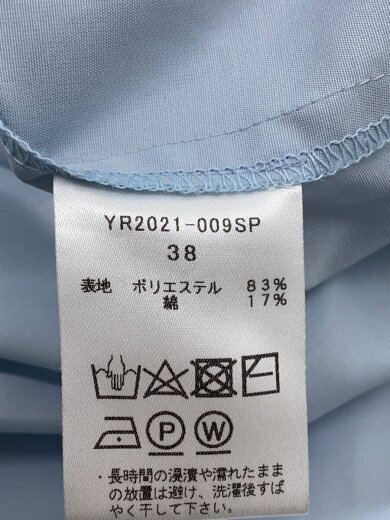 YR2021-009SP
38
表地 ポリエステル 83%
綿 17%
P W
・長時間の浸漬や濡れたまま
の放置は避け、洗濯後すば
やく干して下さい。